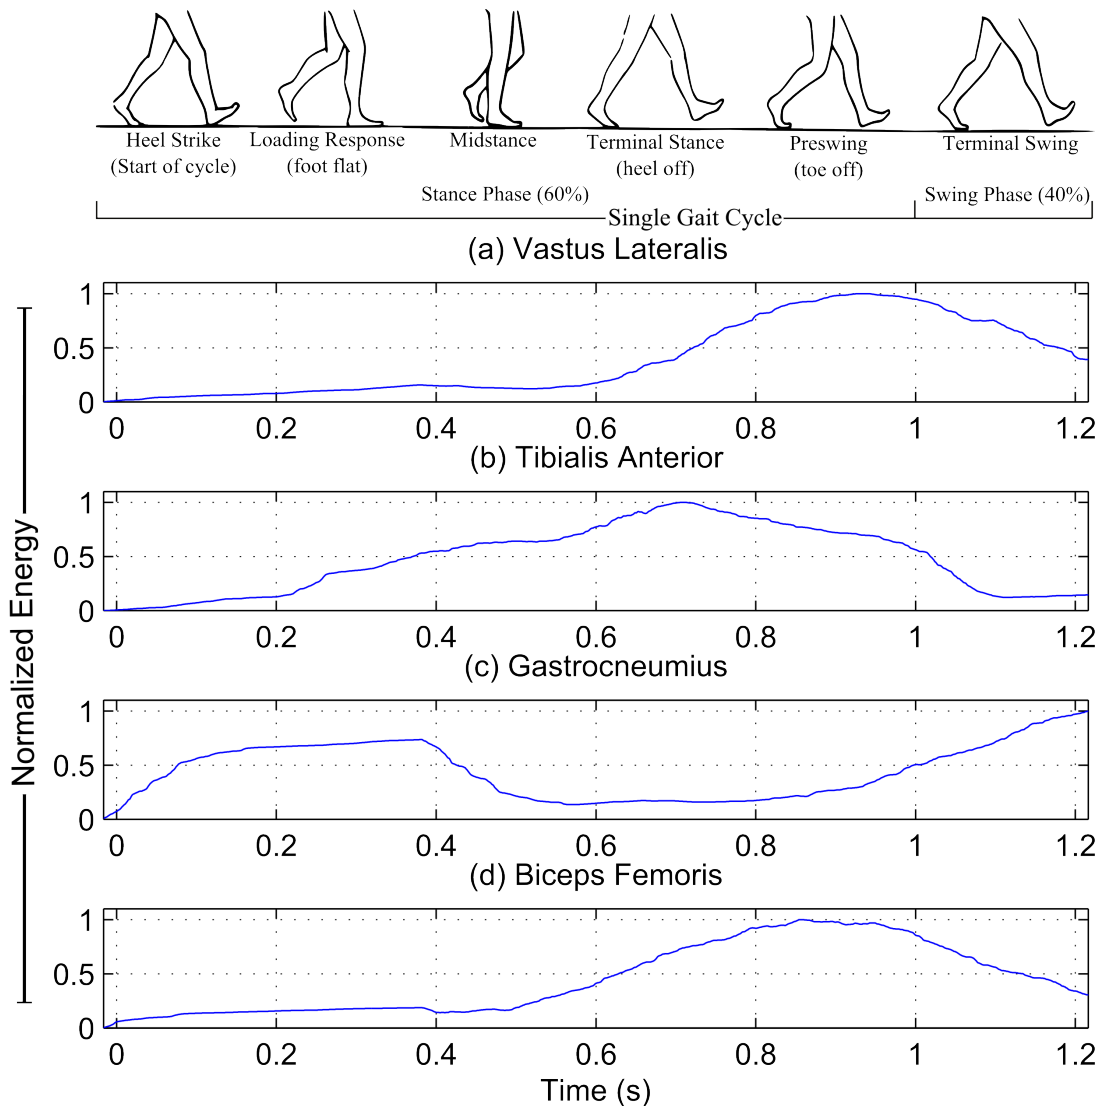 Heel Strike
(Start of cycle)
Loading Response
(foot flat)
Midstance
Terminal Stance
(heel off)
Preswing
(toe off)
Terminal Swing
Stance Phase (60%)
Swing Phase (40%)
Single Gait Cycle
(a) Vastus Lateralis
1
0.5
0
0 0.2 0.4 0.6 0.8 1 1.2
(b) Tibialis Anterior
1
0.5
0
0 0.2 0.4 0.6 0.8 1 1.2
(c) Gastrocneumius
1
0.5
0
0 0.2 0.4 0.6 0.8 1 1.2
(d) Biceps Femoris
1
0.5
0
0 0.2 0.4 0.6 0.8 1 1.2
Time (s)
Normalized Energy